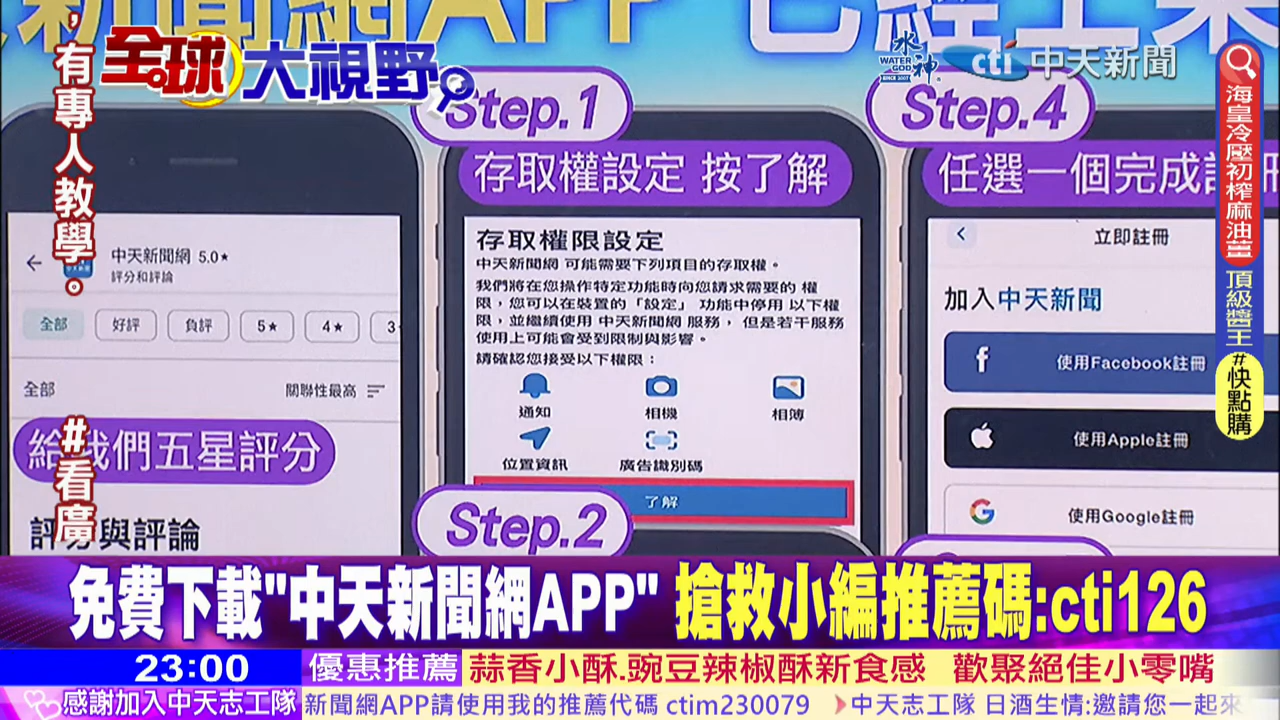 新聞網APP 已經上架
，有專人教學。
#看廣
全球大視野
水神
WATER GOD
SINCE 2007
cti 中天新聞
海皇冷壓初榨麻油薑
頂級醬王
#快點購
中天新聞網 5.0★
評分和評論
全部 好評 負評 5★ 4★ 3
全部 關聯性最高
給我們五星評分
評分與評論
Step.1
存取權設定 按了解
存取權限設定
中天新聞網 可能需要下列項目的存取權。
我們將在您操作特定功能時向您請求需要的 權
限，您可以在裝置的「設定」 功能中停用 以下權
限，並繼續使用 中天新聞網 服務， 但是若干服務
使用上可能會受到限制與影響。
請確認您接受以下權限：
通知 相機 相簿
位置資訊 廣告識別碼
了解
Step.2
Step.4
任選一個完成註冊
立即註冊
加入中天新聞
使用Facebook註冊
使用Apple註冊
使用Google註冊
免費下載"中天新聞網APP" 搶救小編推薦碼:cti126
23:00 優惠推薦 蒜香小酥.豌豆辣椒酥新食感 歡聚絕佳小零嘴
感謝加入中天志工隊 新聞網APP請使用我的推薦代碼 ctim230079 中天志工隊 日酒生情:邀請您一起來